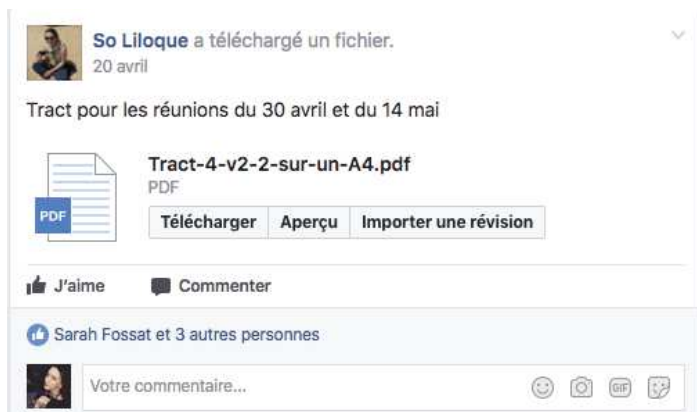 So Liloque a téléchargé un fichier.
20 avril
Tract pour les réunions du 30 avril et du 14 mai
Tract-4-v2-2-sur-un-A4.pdf
PDF
PDF
Télécharger Aperçu Importer une révision
J'aime Commenter
Sarah Fossat et 3 autres personnes
Votre commentaire... GIF